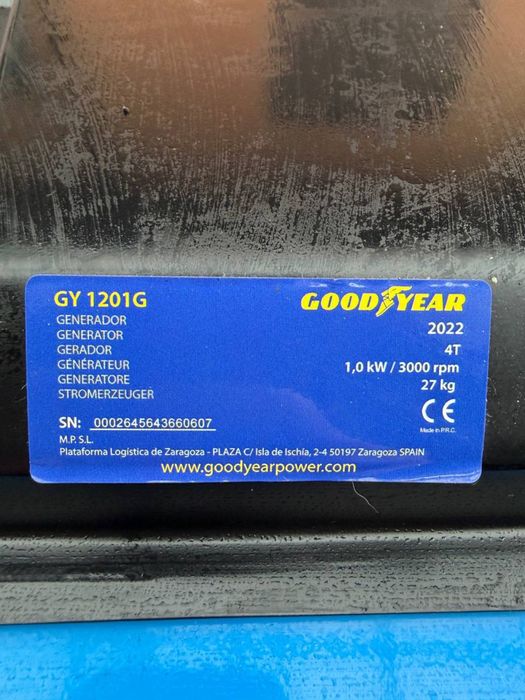 GY 1201G
GENERADOR
GENERATOR
GERADOR
GÉNÉRATEUR
GENERATORE
STROMERZEUGER
GOODYEAR
2022
4T
1,0 kW / 3000 rpm
27 kg
CE
Made in P.R.C.
SN: 0002645643660607
M.P. S.L.
Plataforma Logística de Zaragoza - PLAZA C/ Isla de Ischía, 2-4 50197 Zaragoza SPAIN
www.goodyearpower.com